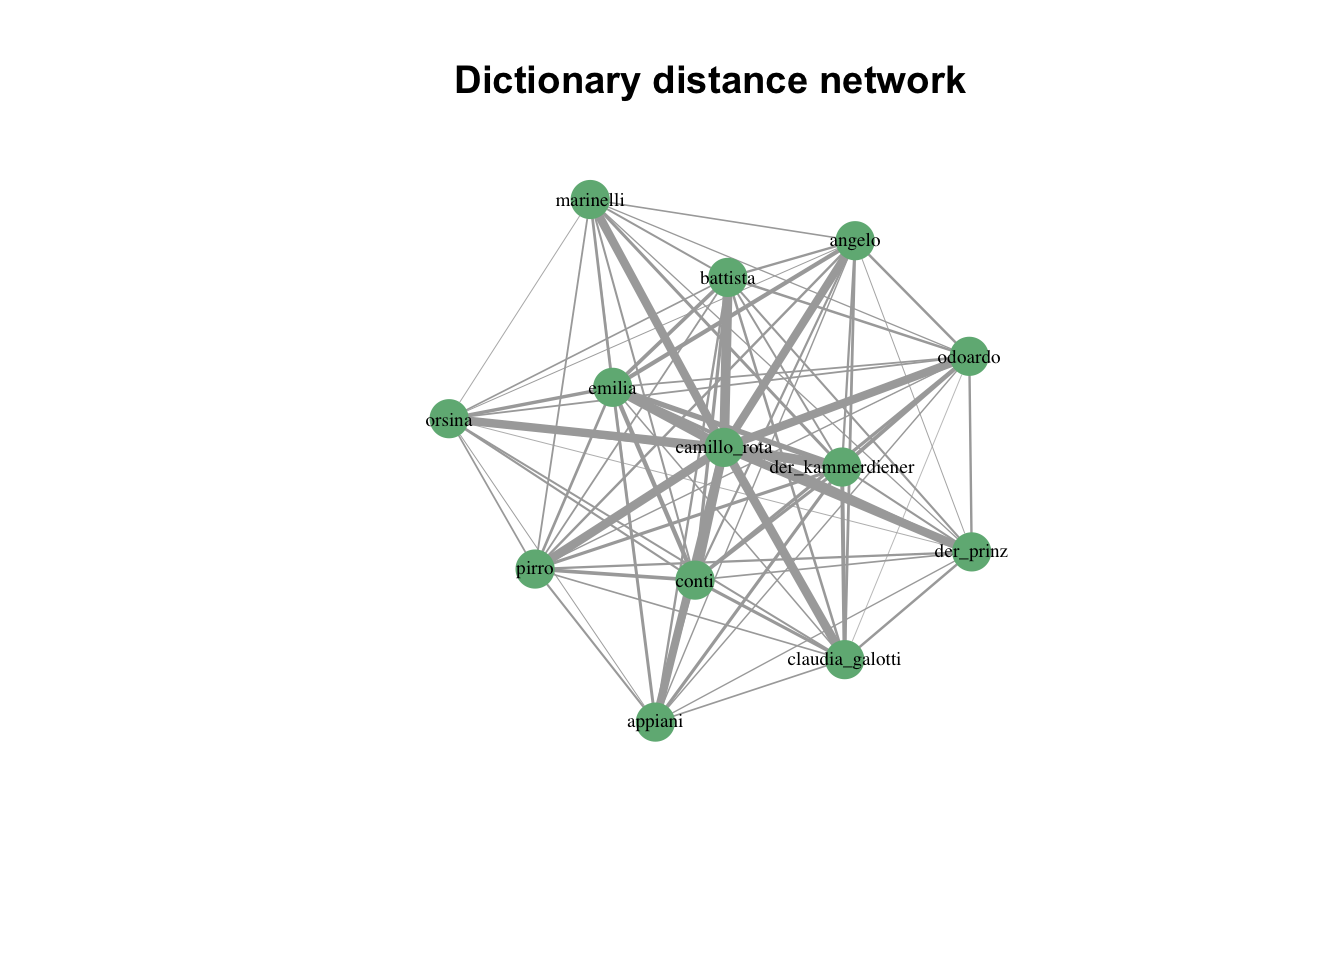 Dictionary distance network
marinelli
angelo
battista
odoardo
emilia
orsina
camillo_rota
der_kammerdiener
der_prinz
pirro
conti
claudia_galotti
appiani